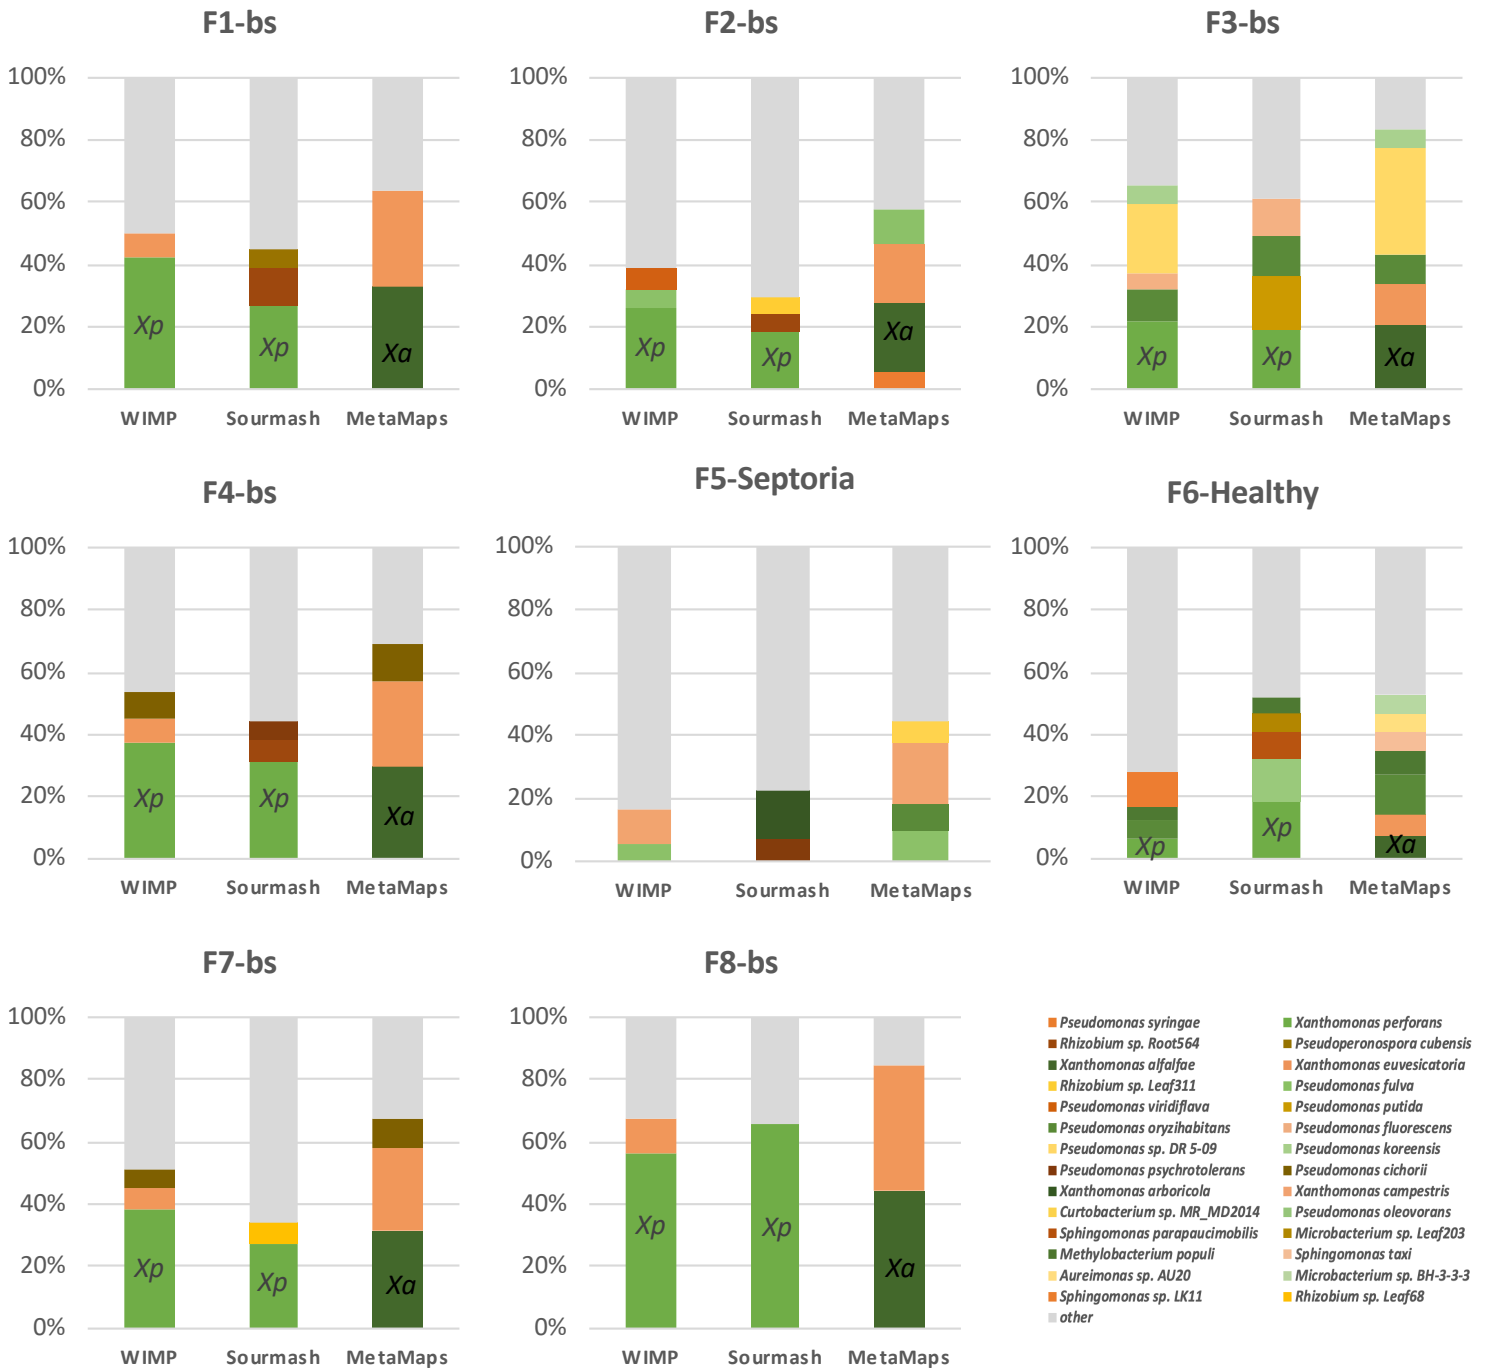 F1-bs
100%
80%
60%
40%
20%
0%
Xp
Xp
Xa
WIMP Sourmash MetaMaps
F2-bs
100%
80%
60%
40%
20%
0%
Xp
Xp
Xa
WIMP Sourmash MetaMaps
F3-bs
100%
80%
60%
40%
20%
0%
Xp
Xp
Xa
WIMP Sourmash MetaMaps
F4-bs
100%
80%
60%
40%
20%
0%
Xp
Xp
Xa
WIMP Sourmash MetaMaps
F5-Septoria
100%
80%
60%
40%
20%
0%
WIMP Sourmash MetaMaps
F6-Healthy
100%
80%
60%
40%
20%
0%
Xp
Xp
Xa
WIMP Sourmash MetaMaps
F7-bs
100%
80%
60%
40%
20%
0%
Xp
Xp
Xa
WIMP Sourmash MetaMaps
F8-bs
100%
80%
60%
40%
20%
0%
Xp
Xp
Xa
WIMP Sourmash MetaMaps
Pseudomonas syringae Xanthomonas perforans
Rhizobium sp. Root564 Pseudoperonospora cubensis
Xanthomonas alfalfae Xanthomonas euvesicatoria
Rhizobium sp. Leaf311 Pseudomonas fulva
Pseudomonas viridiflava Pseudomonas putida
Pseudomonas oryzihabitans Pseudomonas fluorescens
Pseudomonas sp. DR 5-09 Pseudomonas koreensis
Pseudomonas psychrotolerans Pseudomonas cichorii
Xanthomonas arboricola Xanthomonas campestris
Curtobacterium sp. MR_MD2014 Pseudomonas oleovorans
Sphingomonas parapaucimobilis Microbacterium sp. Leaf203
Methylobacterium populi Sphingomonas taxi
Aureimonas sp. AU20 Microbacterium sp. BH-3-3-3
Sphingomonas sp. LK11 Rhizobium sp. Leaf68
other